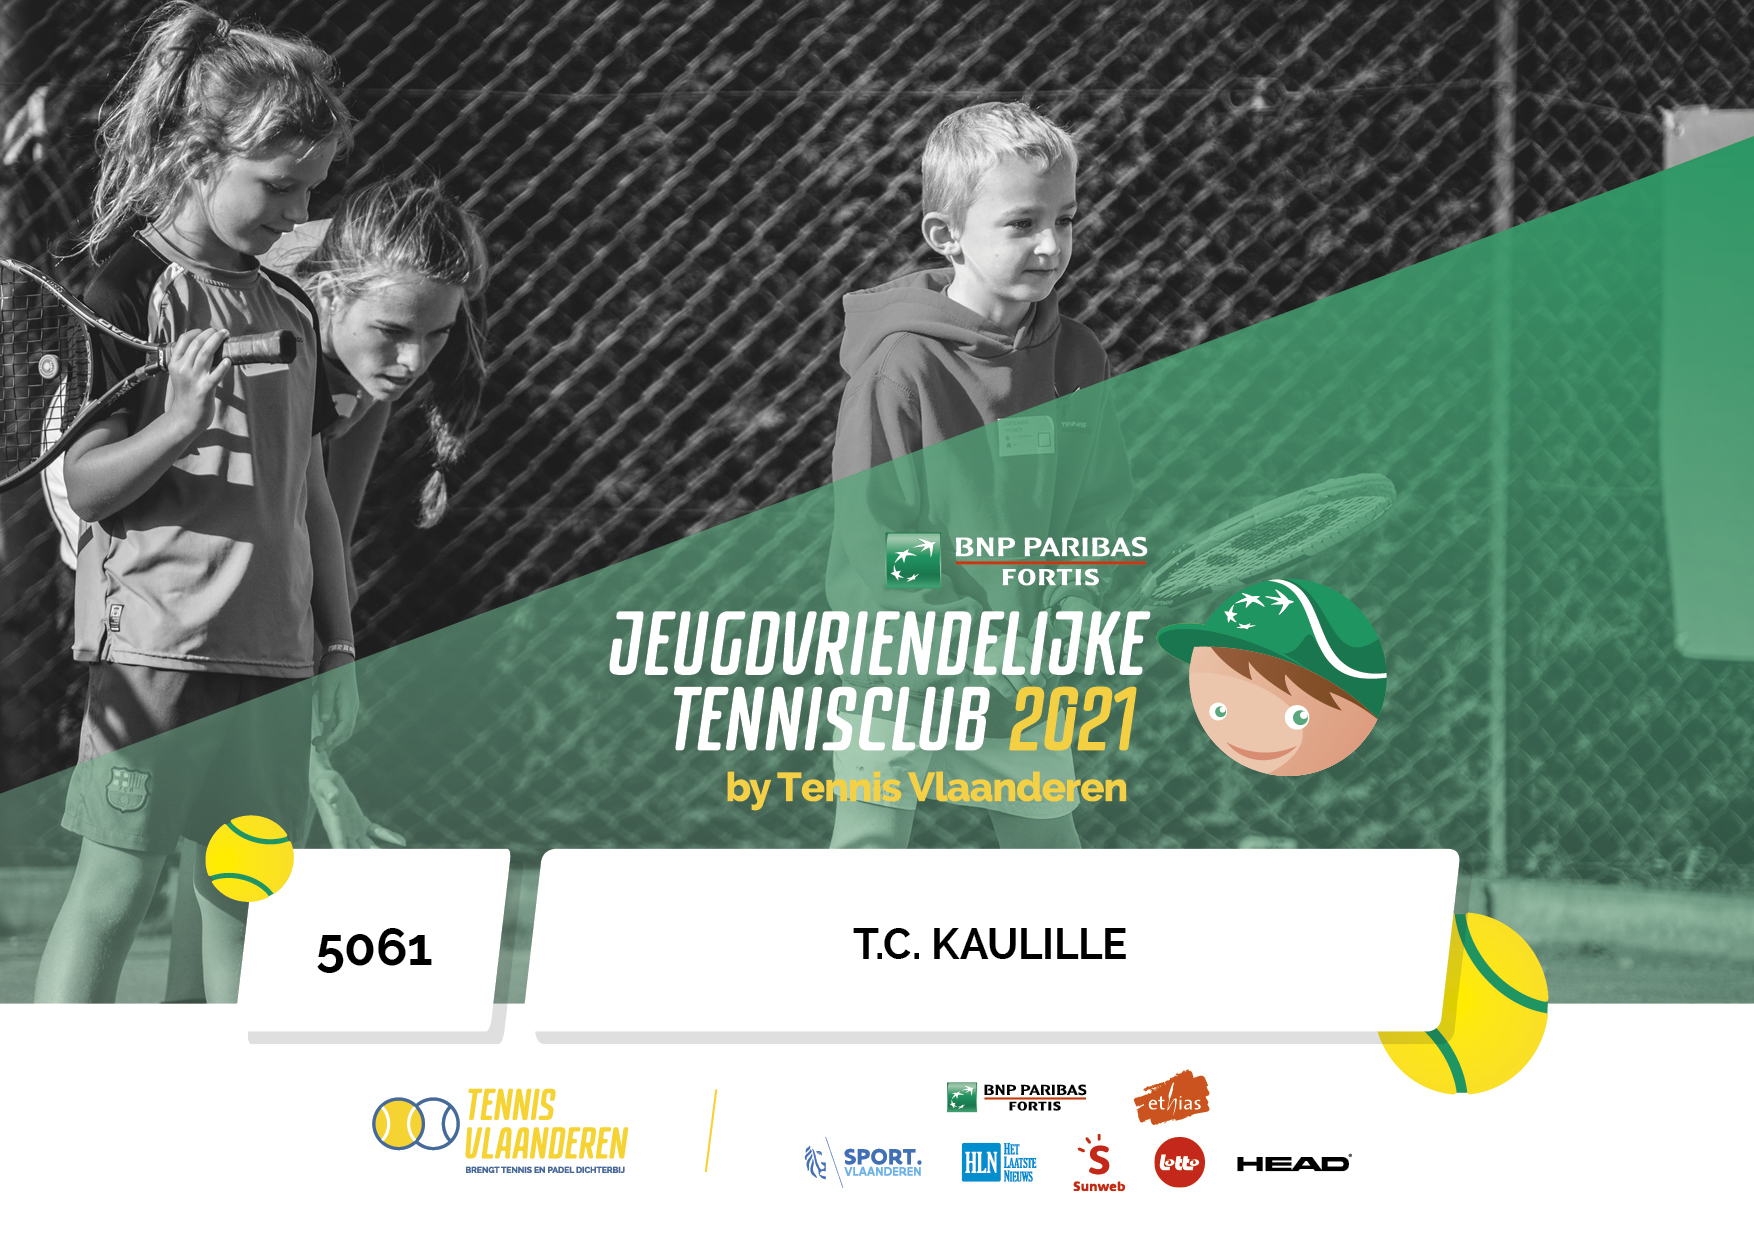 TENNIS
BNP PARIBAS
FORTIS
JEUGDVRIENDELIJKE
TENNISCLUB 2021
by Tennis Vlaanderen
5061
T.C. KAULILLE
TENNIS
VLAANDEREN
BRENGT TENNIS EN PADEL DICHTERBIJ
BNP PARIBAS
FORTIS
ethias
SPORT.
VLAANDEREN
HLN
HET
LAATSTE
NIEUWS
Sunweb
Lotto
HEAD